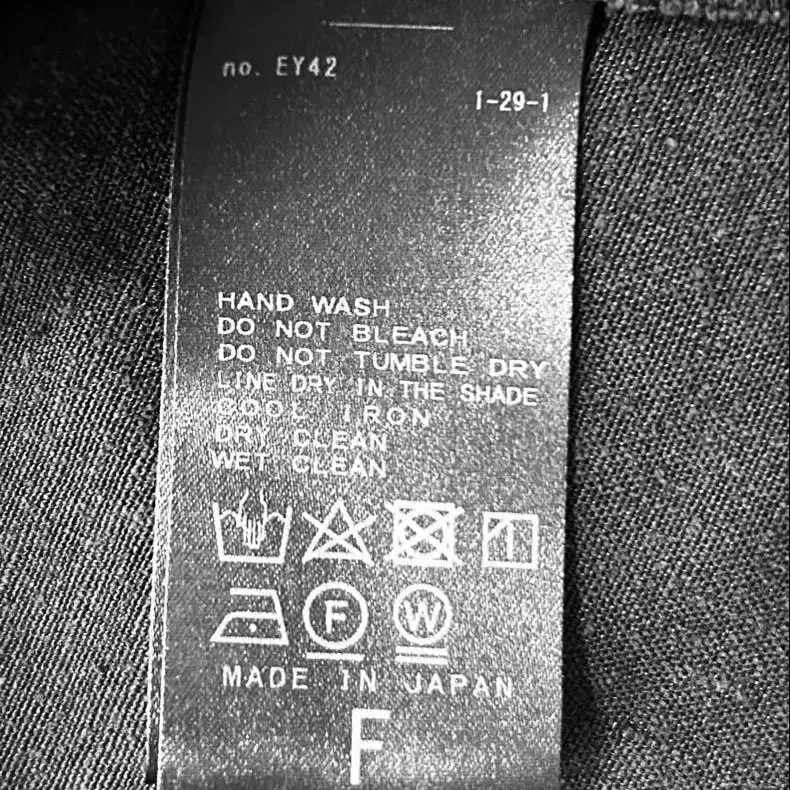 no. EY42
1-29-1
HAND WASH
DO NOT BLEACH
DO NOT TUMBLE DRY
LINE DRY IN THE SHADE
COOL IRON
DRY CLEAN
WET CLEAN
F W
MADE IN JAPAN
F